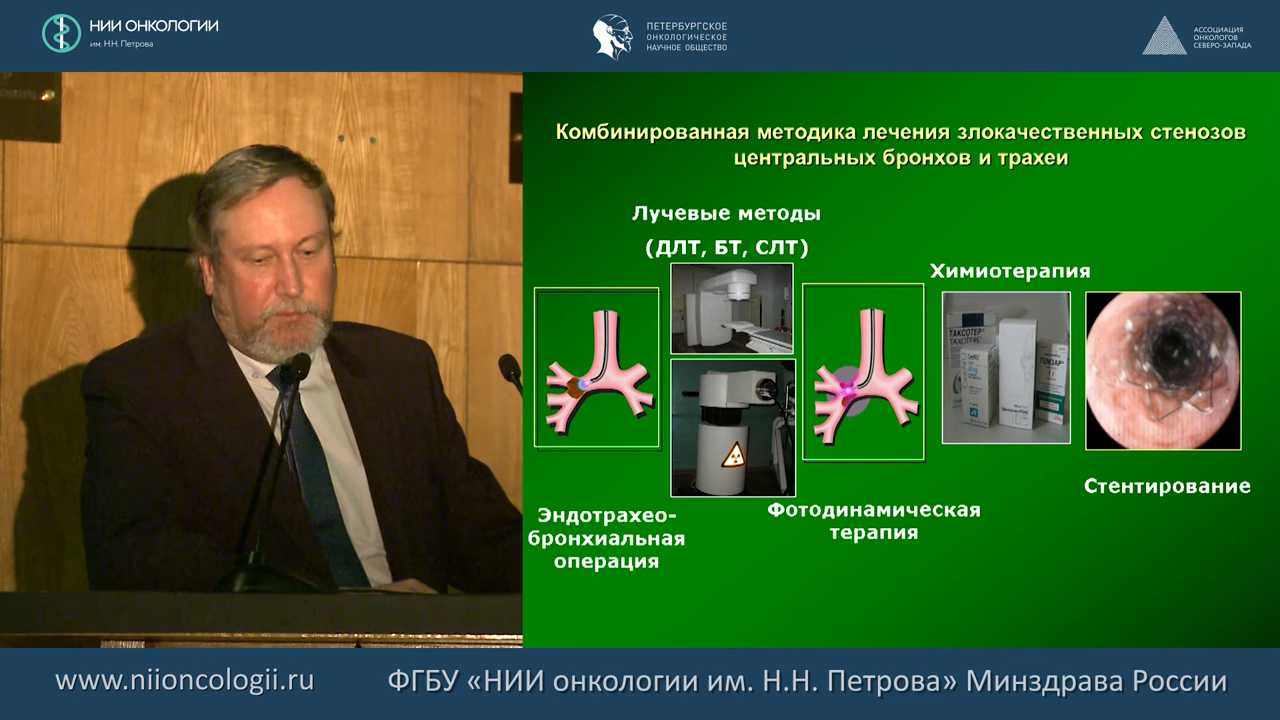 НИИ ОНКОЛОГИИ
им. Н.Н. Петрова
ПЕТЕРБУРГСКОЕ
ОНКОЛОГИЧЕСКОЕ
НАУЧНОЕ ОБЩЕСТВО
АССОЦИАЦИЯ
ОНКОЛОГОВ
СЕВЕРО-ЗАПАДА
Комбинированная методика лечения злокачественных стенозов
центральных бронхов и трахеи
Лучевые методы
(ДЛТ, БТ, СЛТ)
Химиотерапия
ТАКСОТЕР
ГЕМЗАР
Стентирование
Эндотрахео-
бронхиальная
операция
Фотодинамическая
терапия
www.niioncologii.ru
ФГБУ «НИИ онкологии им. Н.Н. Петрова» Минздрава России